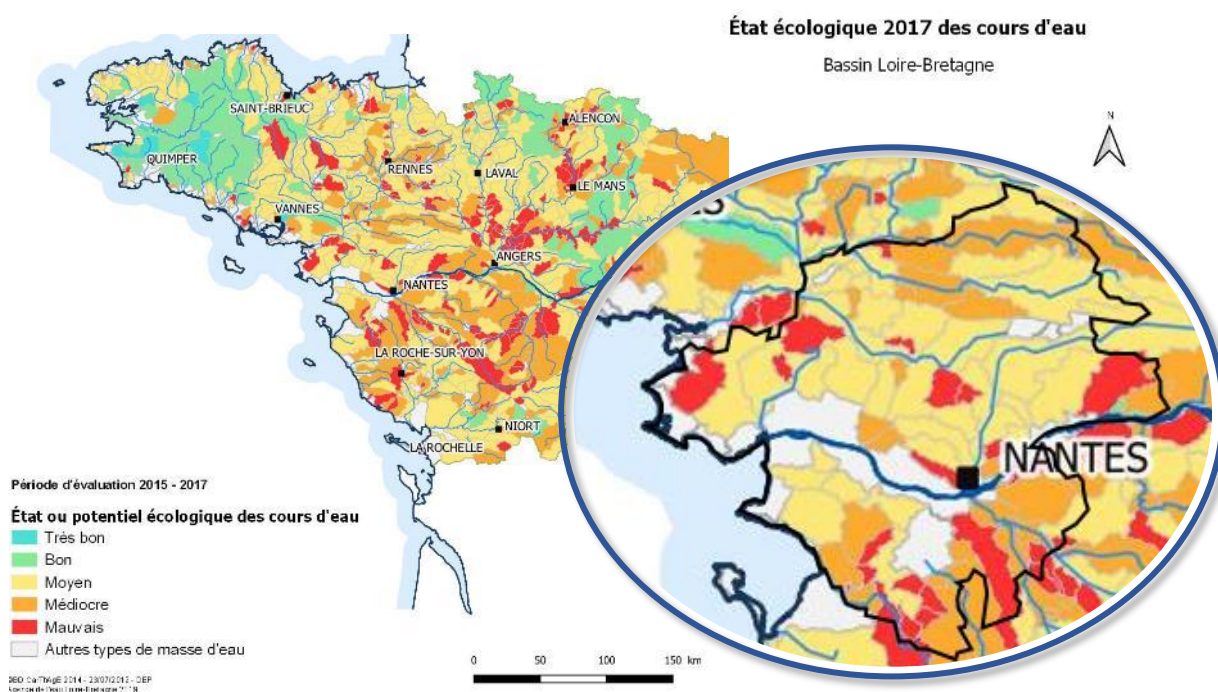 État écologique 2017 des cours d'eau
Bassin Loire-Bretagne
N
SAINT-BRIEUC
ALENCON
QUIMPER
RENNES
LAVAL
LE MANS
VANNES
ANGERS
NANTES
LA ROCHE-SUR-YON
NIORT
LA ROCHELLE
ES
NANTES
Période d'évaluation 2015 - 2017
État ou potentiel écologique des cours d'eau
Très bon
Bon
Moyen
Médiocre
Mauvais
Autres types de masse d'eau
0 50 100 150 km